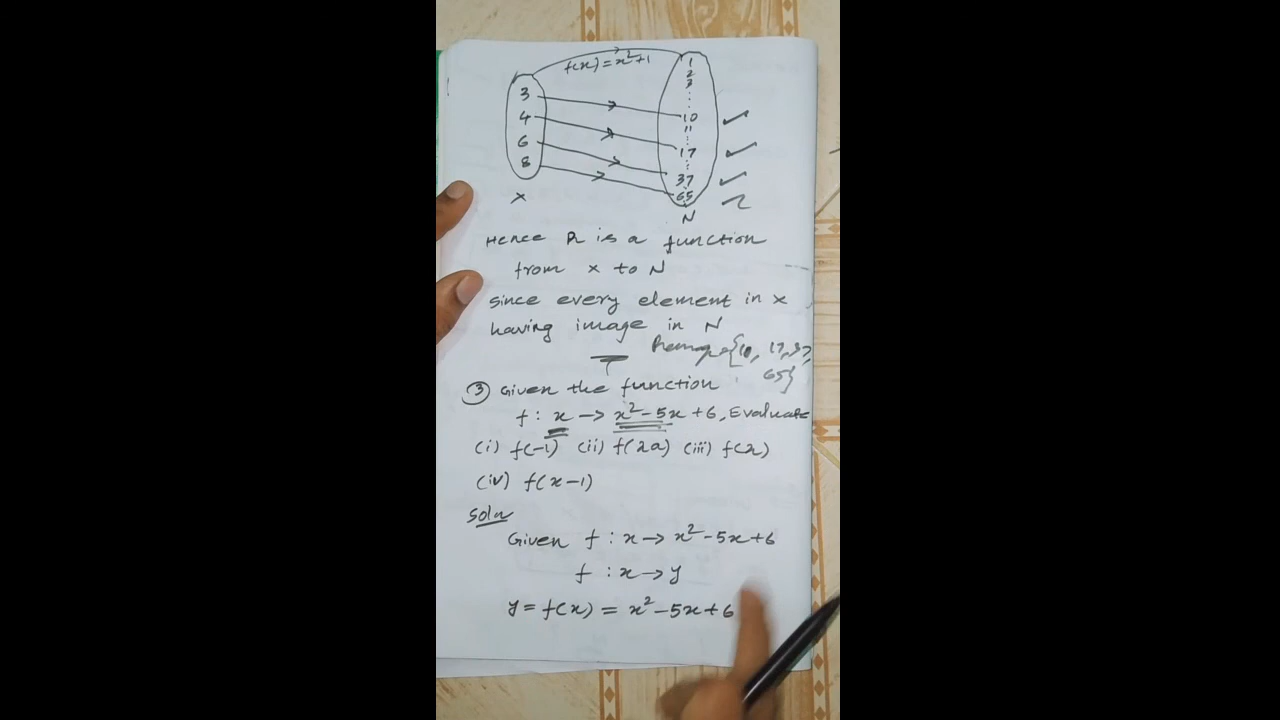 f(x) = x²+1
3
4
6
8
x
1
2
3
:
10
11
:
17
:
37
65
N
Hence R is a function
from x to N
since every element in x
having image in N
{10, 17, 37,
65}
③ Given the function
f : x → x²-5x+6, Evaluate
(i) f(-1) (ii) f(2a) (iii) f(2)
(iv) f(x-1)
Soln
Given f : x → x²-5x+6
f : x → y
y = f(x) = x²-5x+6